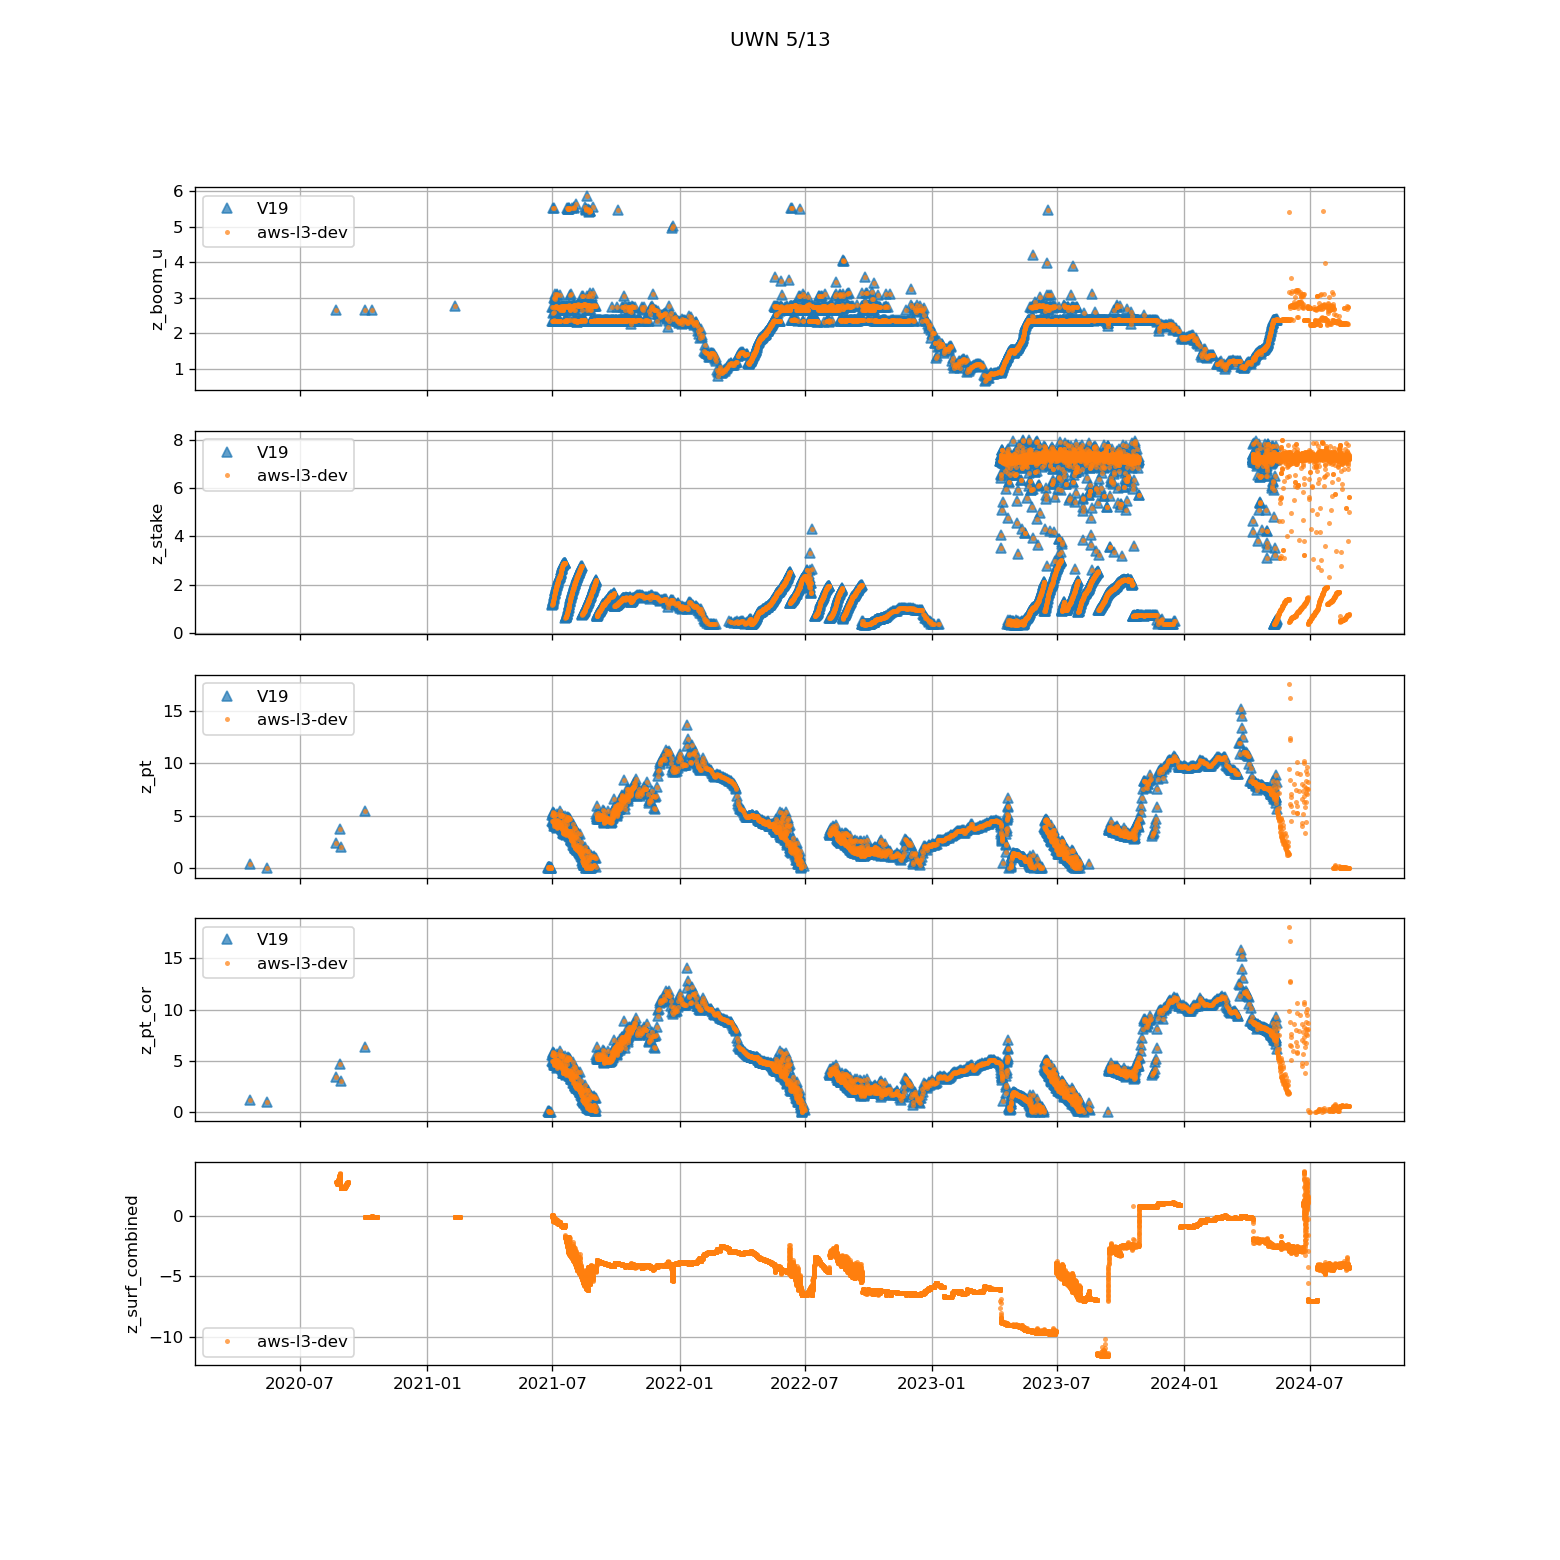 UWN 5/13
z_boom_u
6
5
4
3
2
1
V19
aws-l3-dev
z_stake
8
6
4
2
0
V19
aws-l3-dev
z_pt
15
10
5
0
V19
aws-l3-dev
z_pt_cor
15
10
5
0
V19
aws-l3-dev
z_surf_combined
0
−5
−10
aws-l3-dev
2020-07 2021-01 2021-07 2022-01 2022-07 2023-01 2023-07 2024-01 2024-07